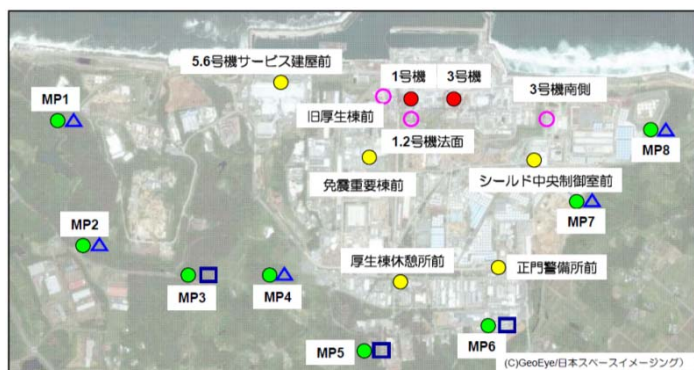 5.6号機サービス建屋前
1号機
3号機
MP1
旧厚生棟前
3号機南側
1.2号機法面
MP8
免震重要棟前
シールド中央制御室前
MP2
MP7
厚生棟休憩所前
正門警備所前
MP3
MP4
MP6
MP5
(C)GeoEye/日本スペースイメージング)